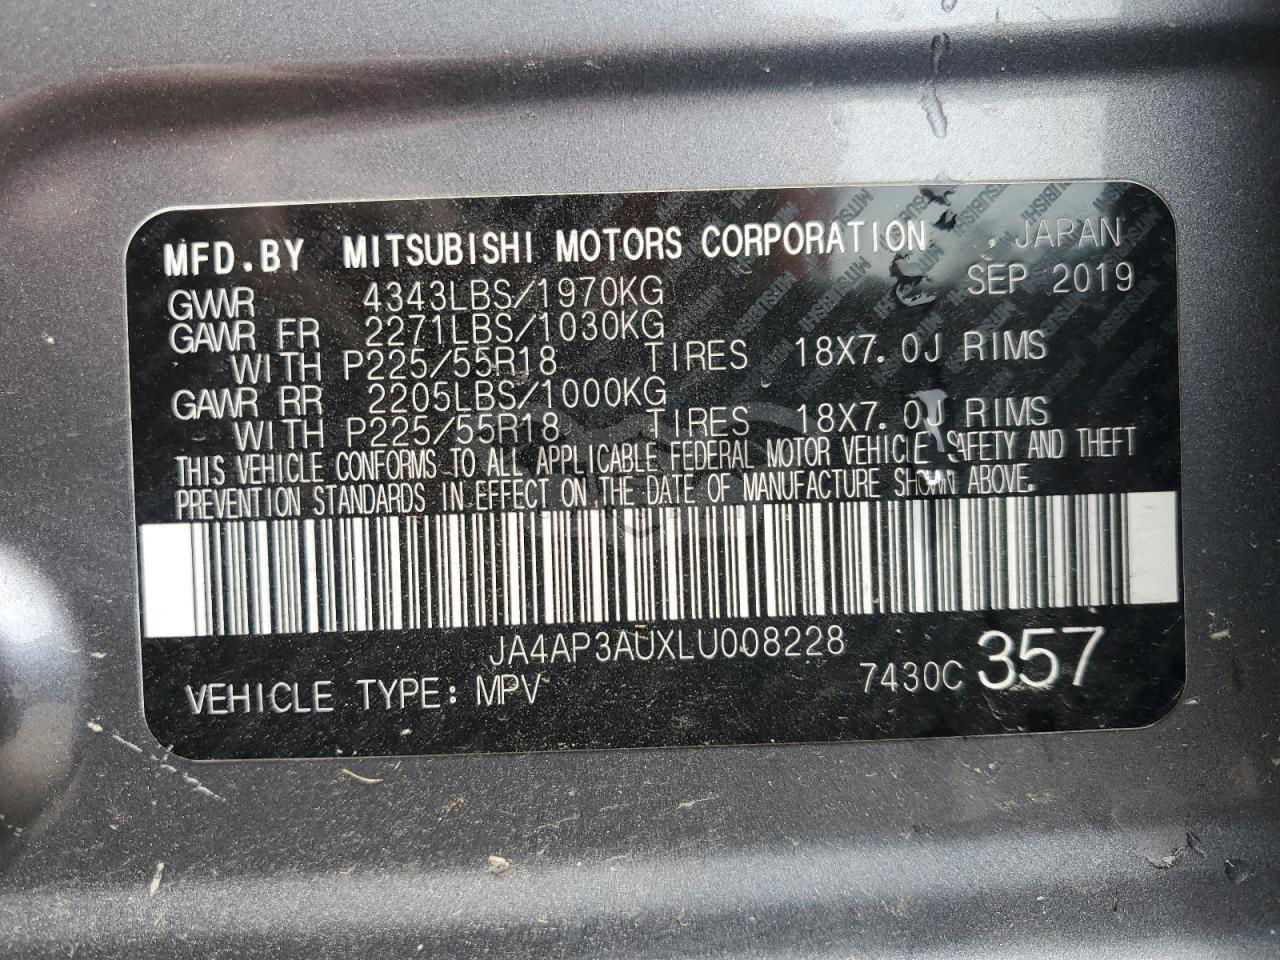 MFD.BY MITSUBISHI MOTORS CORPORATION , JAPAN
GVWR 4343LBS/1970KG SEP 2019
GAWR FR 2271LBS/1030KG
WITH P225/55R18 TIRES 18X7.0J RIMS
GAWR RR 2205LBS/1000KG
WITH P225/55R18 TIRES 18X7.0J RIMS
THIS VEHICLE CONFORMS TO ALL APPLICABLE FEDERAL MOTOR VEHICLE SAFETY AND THEFT
PREVENTION STANDARDS IN EFFECT ON THE DATE OF MANUFACTURE SHOWN ABOVE.
JA4AP3AUXLU008228
VEHICLE TYPE: MPV 7430C 357